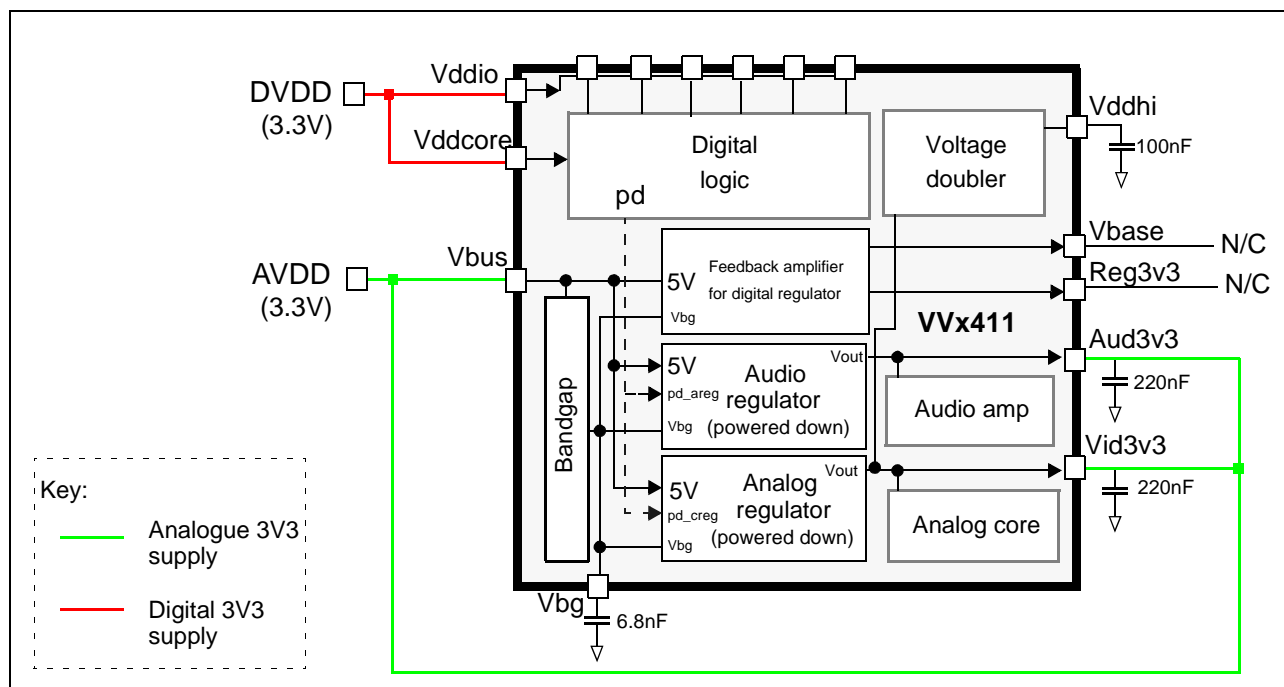 DVDD
(3.3V)
Vddio
Vddcore
Digital
logic
pd
Voltage
doubler
Vddhi
100nF
AVDD
(3.3V)
Vbus
5V
Feedback amplifier
for digital regulator
Vbg
Vbase
N/C
Reg3v3
N/C
VVx411
Bandgap
5V
pd_areg
Vbg
Audio
regulator
(powered down)
Vout
Audio amp
Aud3v3
220nF
5V
pd_creg
Vbg
Analog
regulator
(powered down)
Vout
Analog core
Vid3v3
220nF
Vbg
6.8nF
Key:
Analogue 3V3
supply
Digital 3V3
supply